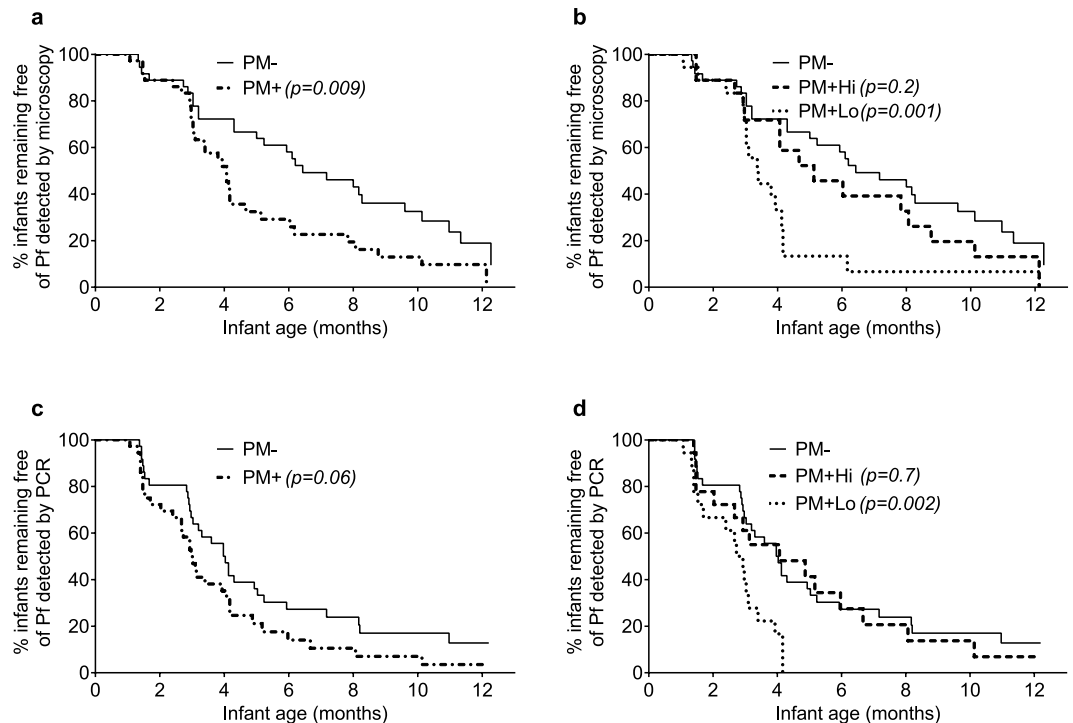 a
% infants remaining free
of Pf detected by microscopy
100
80
60
40
20
0
PM-
PM+ (p=0.009)
0 2 4 6 8 10 12
Infant age (months)
b
% infants remaining free
of Pf detected by microscopy
100
80
60
40
20
0
PM-
PM+Hi (p=0.2)
PM+Lo (p=0.001)
0 2 4 6 8 10 12
Infant age (months)
c
% infants remaining free
of Pf detected by PCR
100
80
60
40
20
0
PM-
PM+ (p=0.06)
0 2 4 6 8 10 12
Infant age (months)
d
% infants remaining free
of Pf detected by PCR
100
80
60
40
20
0
PM-
PM+Hi (p=0.7)
PM+Lo (p=0.002)
0 2 4 6 8 10 12
Infant age (months)